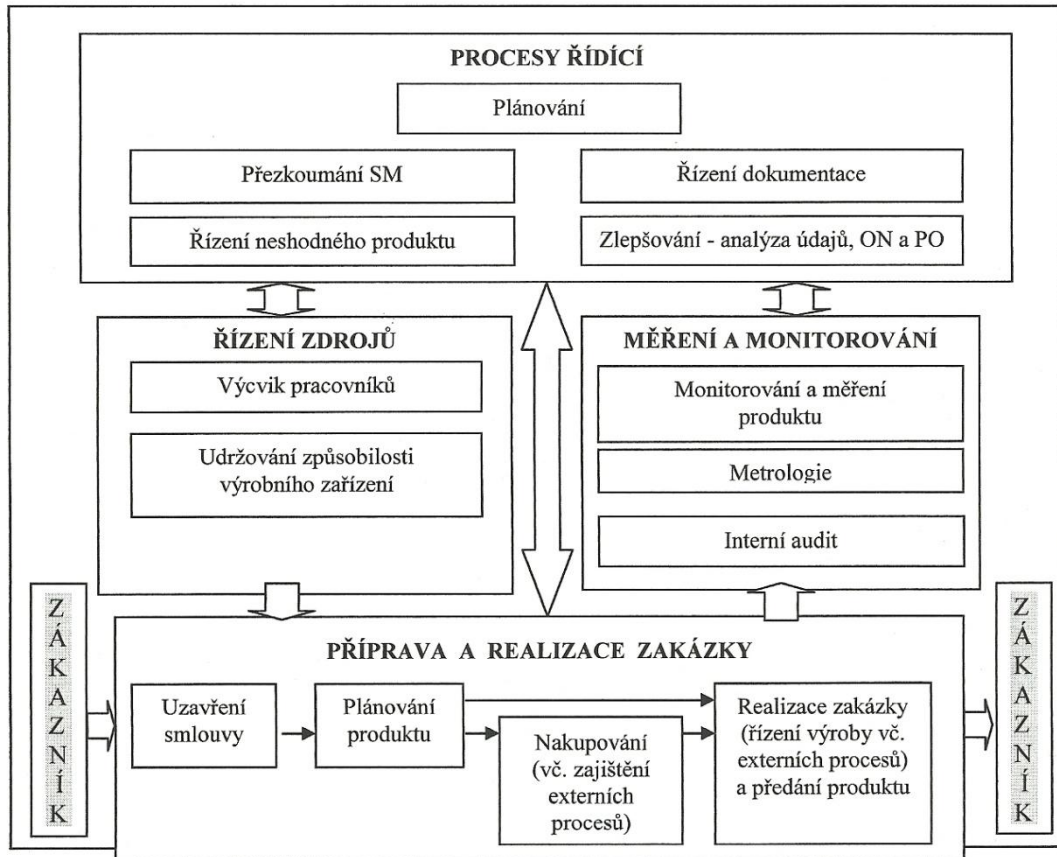 PROCESY ŘÍDÍCÍ
Plánování
Přezkoumání SM
Řízení dokumentace
Řízení neshodného produktu
Zlepšování - analýza údajů, ON a PO
ŘÍZENÍ ZDROJŮ
Výcvik pracovníků
Udržování způsobilosti
výrobního zařízení
MĚŘENÍ A MONITOROVÁNÍ
Monitorování a měření
produktu
Metrologie
Interní audit
ZÁKAZNÍK
PŘÍPRAVA A REALIZACE ZAKÁZKY
Uzavření
smlouvy
Plánování
produktu
Nakupování
(vč. zajištění
externích
procesů)
Realizace zakázky
(řízení výroby vč.
externích procesů)
a předání produktu
ZÁKAZNÍK